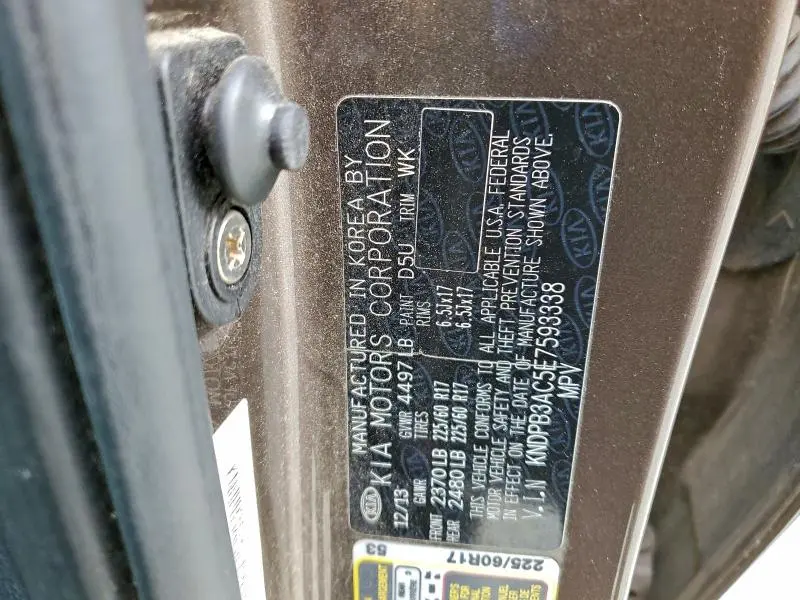 MANUFACTURED IN KOREA BY
KIA KIA MOTORS CORPORATION
12/13 GVWR 4497 LB PAINT D5U TRIM WK
GAWR TIRES RIMS
FRONT 2370 LB 225/60 R17 6.5Jx17
REAR 2480 LB 225/60 R17 6.5Jx17
THIS VEHICLE CONFORMS TO ALL APPLICABLE U.S.A. FEDERAL
MOTOR VEHICLE SAFETY AND THEFT PREVENTION STANDARDS
IN EFFECT ON THE DATE OF MANUFACTURE SHOWN ABOVE.
V.I.N KNDPB3AC5E7593338
MPV
225/60R17
53